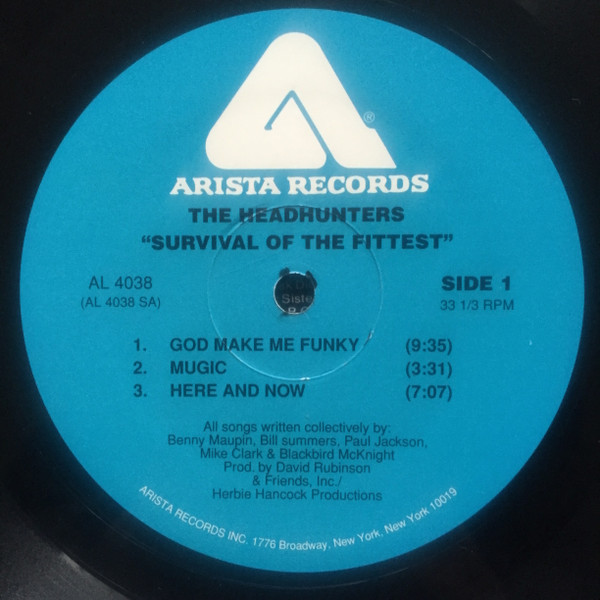 ®
ARISTA RECORDS
THE HEADHUNTERS
"SURVIVAL OF THE FITTEST"
AL 4038
(AL 4038 SA)
SIDE 1
33 1/3 RPM
Siste
1. GOD MAKE ME FUNKY (9:35)
2. MUGIC (3:31)
3. HERE AND NOW (7:07)
All songs written collectively by:
Benny Maupin, Bill summers, Paul Jackson,
Mike Clark & Blackbird McKnight
Prod. by David Rubinson
& Friends, Inc./
Herbie Hancock Productions
ARISTA RECORDS INC. 1776 Broadway, New York, New York 10019